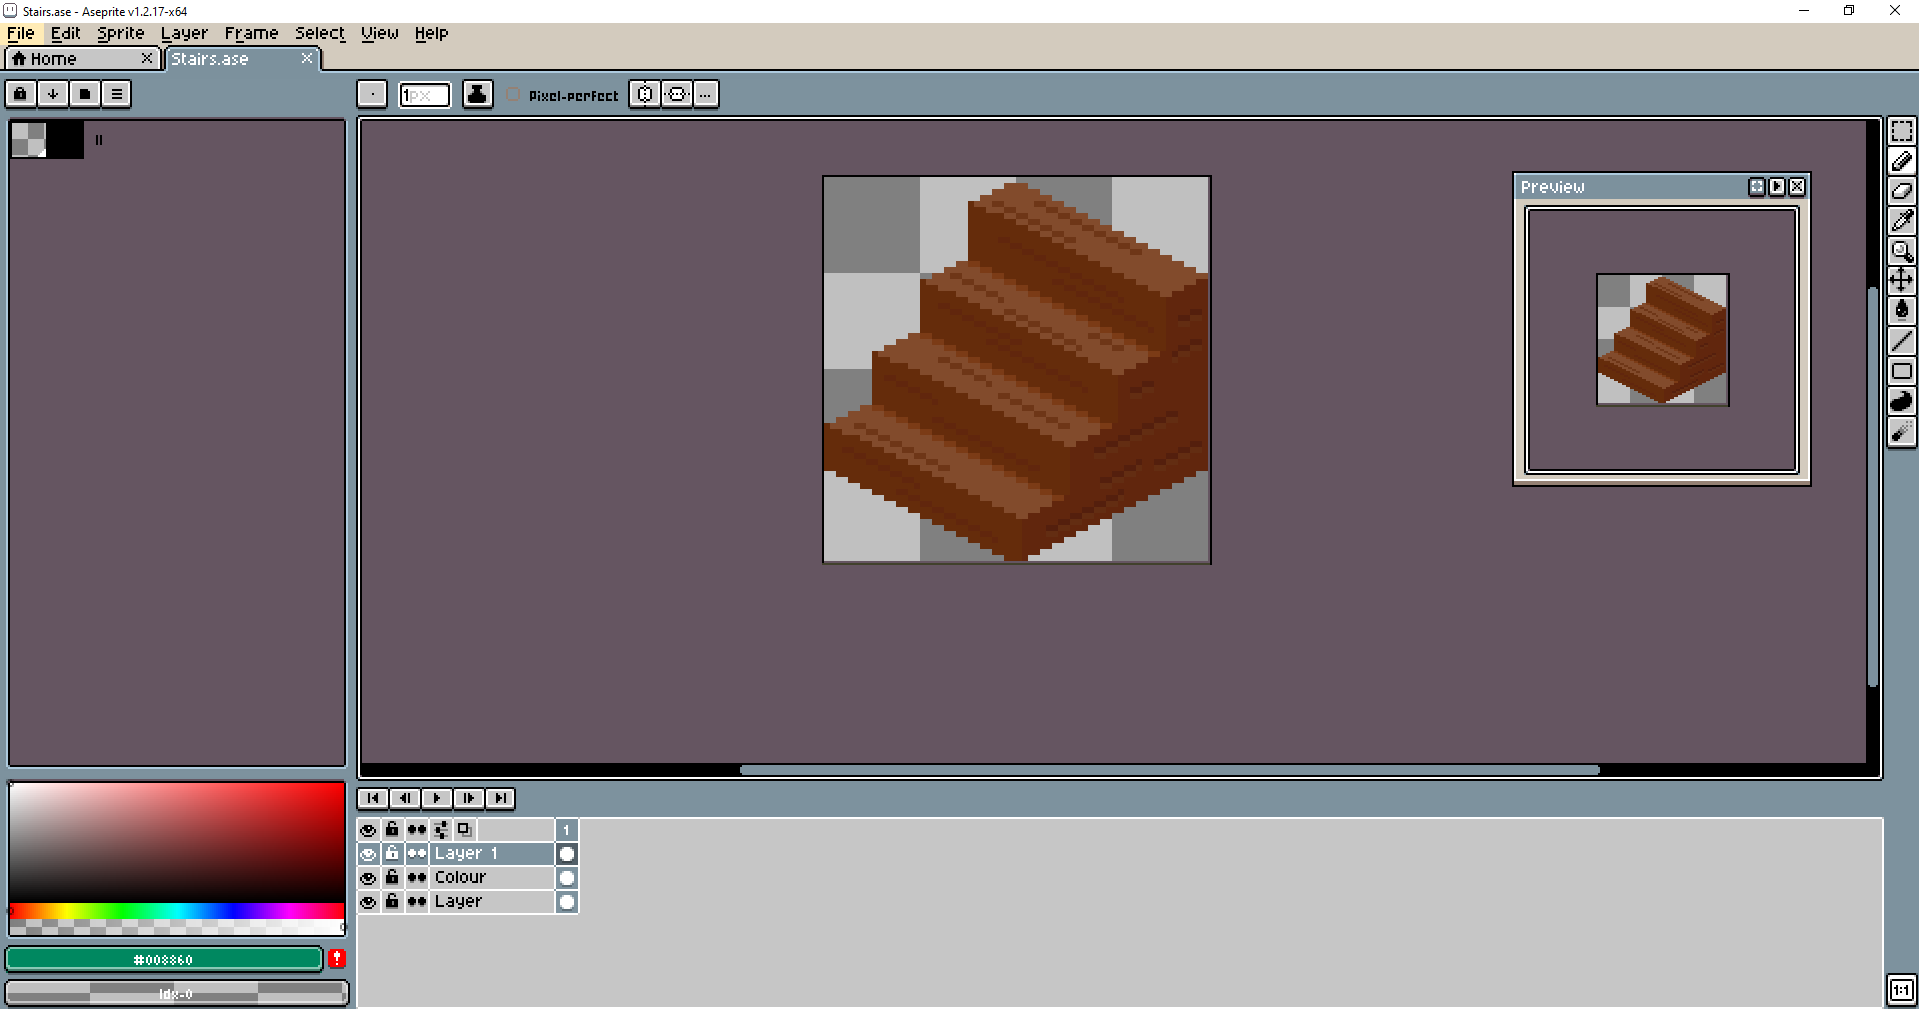 Stairs.ase - Aseprite v1.2.17-x64
File Edit Sprite Layer Frame Select View Help
Home Stairs.ase
1px Pixel-perfect
Preview
1
Layer 1
Colour
Layer
#008860
Idx-0
1:1